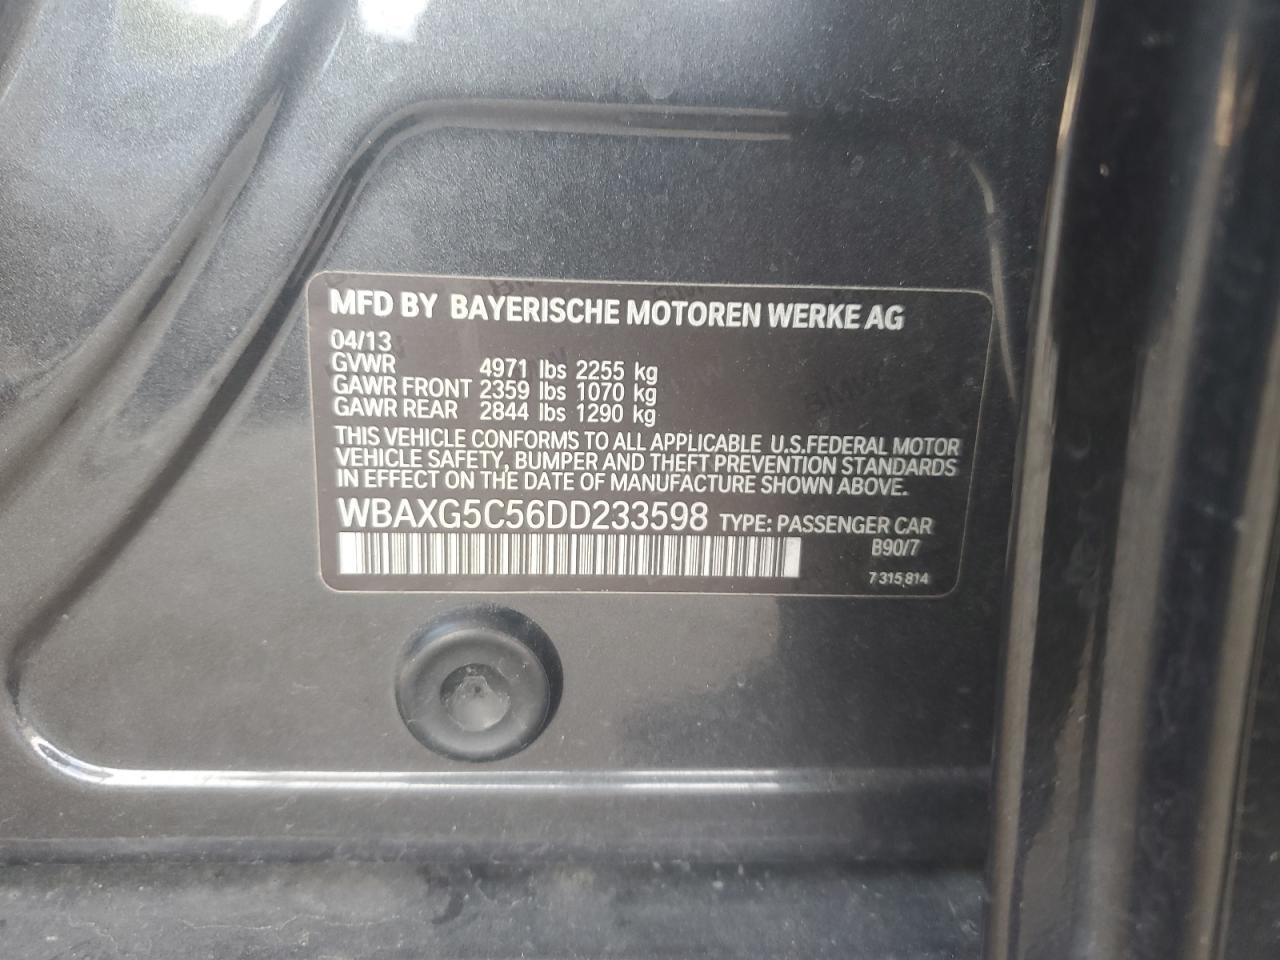 MFD BY BAYERISCHE MOTOREN WERKE AG
04/13
GVWR 4971 lbs 2255 kg
GAWR FRONT 2359 lbs 1070 kg
GAWR REAR 2844 lbs 1290 kg
THIS VEHICLE CONFORMS TO ALL APPLICABLE U.S.FEDERAL MOTOR
VEHICLE SAFETY, BUMPER AND THEFT PREVENTION STANDARDS
IN EFFECT ON THE DATE OF MANUFACTURE SHOWN ABOVE.
WBAXG5C56DD233598 TYPE: PASSENGER CAR
B90/7
7 315 814